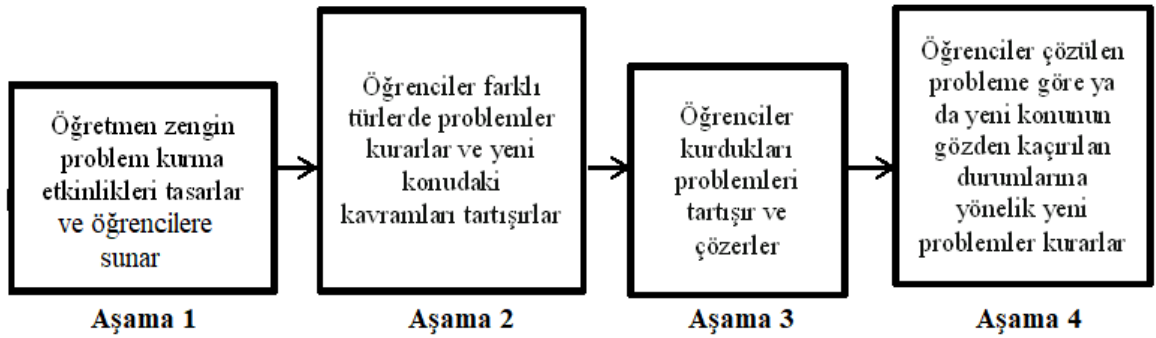 Öğretmen zengin
problem kurma
etkinlikleri tasarlar
ve öğrencilere
sunar
Aşama 1
Öğrenciler farklı
türlerde problemler
kurarlar ve yeni
konudaki
kavramları tartışırlar
Aşama 2
Öğrenciler
kurdukları
problemleri
tartışır ve
çözerler
Aşama 3
Öğrenciler çözülen
probleme göre ya
da yeni konunun
gözden kaçırılan
durumlarına
yönelik yeni
problemler kurarlar
Aşama 4